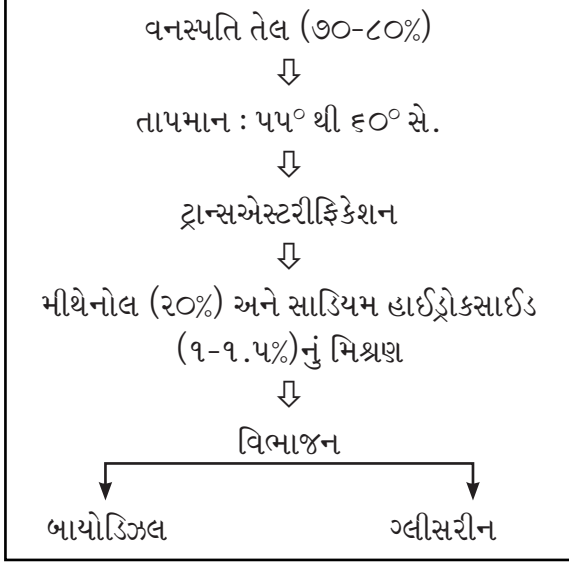 વનસ્પતિ તેલ (૭૦-૮૦%)
તાપમાન : ૫૫° થી ૬૦° સે.
ટ્રાન્સએસ્ટરીફિકેશન
મીથેનોલ (૨૦%) અને સાડિયમ હાઈડ્રોકસાઈડ
(૧-૧.૫%)નું મિશ્રણ
વિભાજન
બાયોડિઝલ ગ્લીસરીન